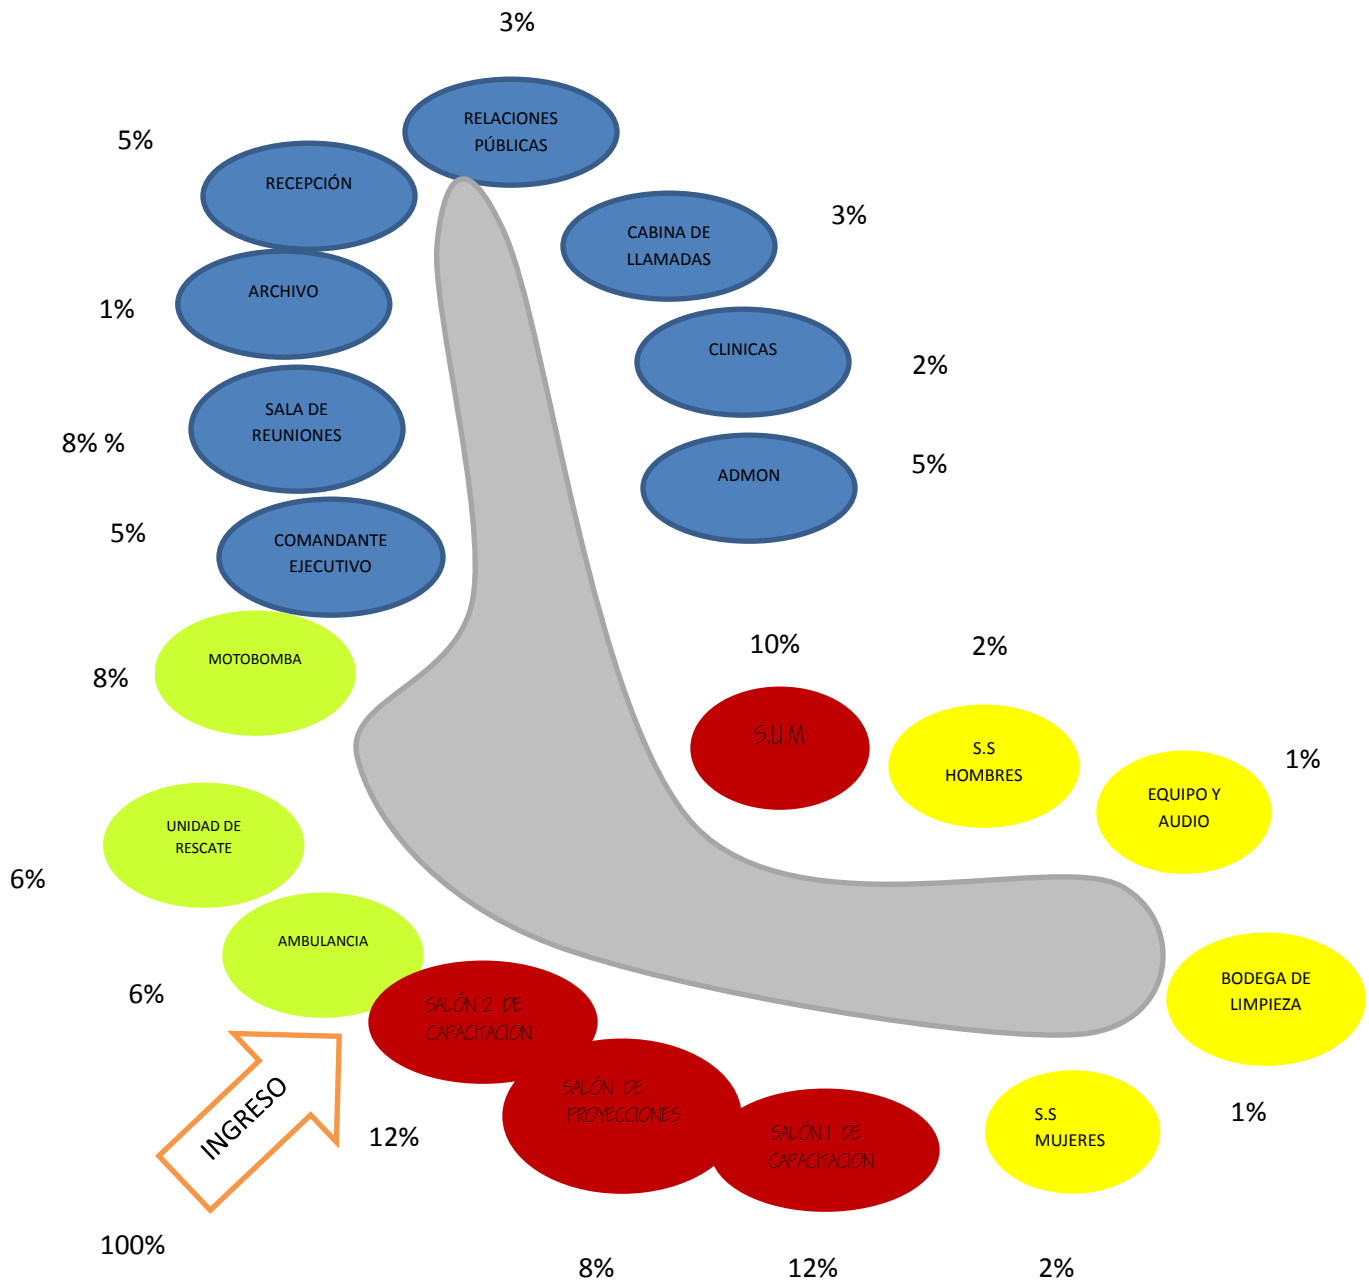 3%
RELACIONES
PÚBLICAS
5%
RECEPCIÓN
3%
CABINA DE
LLAMADAS
ARCHIVO
1%
CLINICAS
2%
SALA DE
REUNIONES
8% %
ADMON
5%
5%
COMANDANTE
EJECUTIVO
MOTOBOMBA
8%
10%
2%
S.U.M
S.S
HOMBRES
1%
EQUIPO Y
AUDIO
UNIDAD DE
RESCATE
6%
AMBULANCIA
6%
BODEGA DE
LIMPIEZA
1%
SALÓN 2 DE
CAPACITACION
SALÓN DE
PROYECCIONES
SALÓN 1 DE
CAPACITACION
S.S
MUJERES
INGRESO
12%
100%
8%
12%
2%